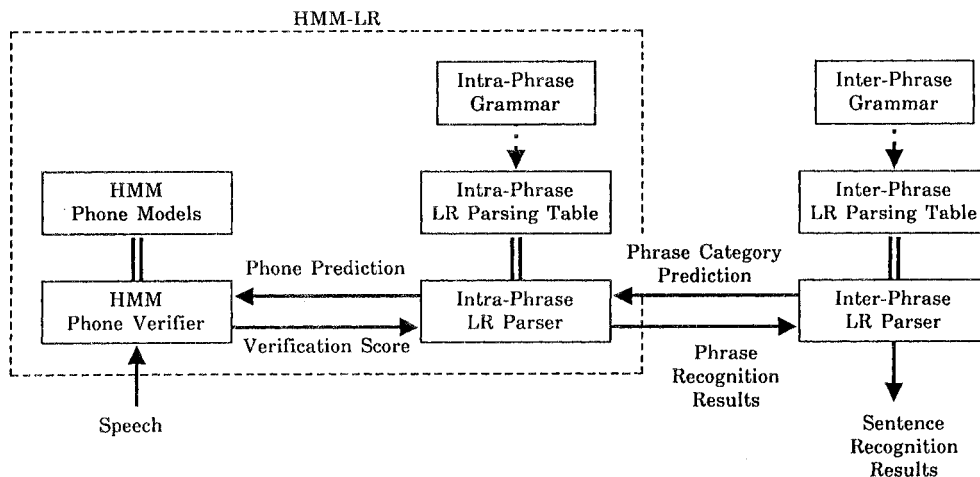 HMM-LR
Intra-Phrase
Grammar
Inter-Phrase
Grammar
HMM
Phone Models
Intra-Phrase
LR Parsing Table
Inter-Phrase
LR Parsing Table
Phone Prediction
Phrase Category
Prediction
HMM
Phone Verifier
Intra-Phrase
LR Parser
Inter-Phrase
LR Parser
Verification Score
Phrase
Recognition
Results
Speech
Sentence
Recognition
Results